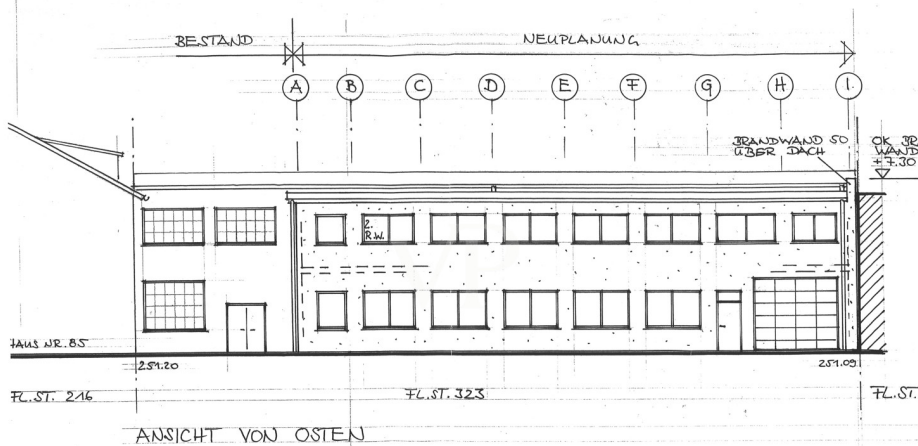 BESTAND
NEUPLANUNG
A B C D E F G H I
BRANDWAND 50
ÜBER DACH
OK
WAND
+7.30
2.
R.W.
HAUS NR. 85
251.20
251.09
FL.ST. 216
FL.ST. 323
FL.ST.
ANSICHT VON OSTEN